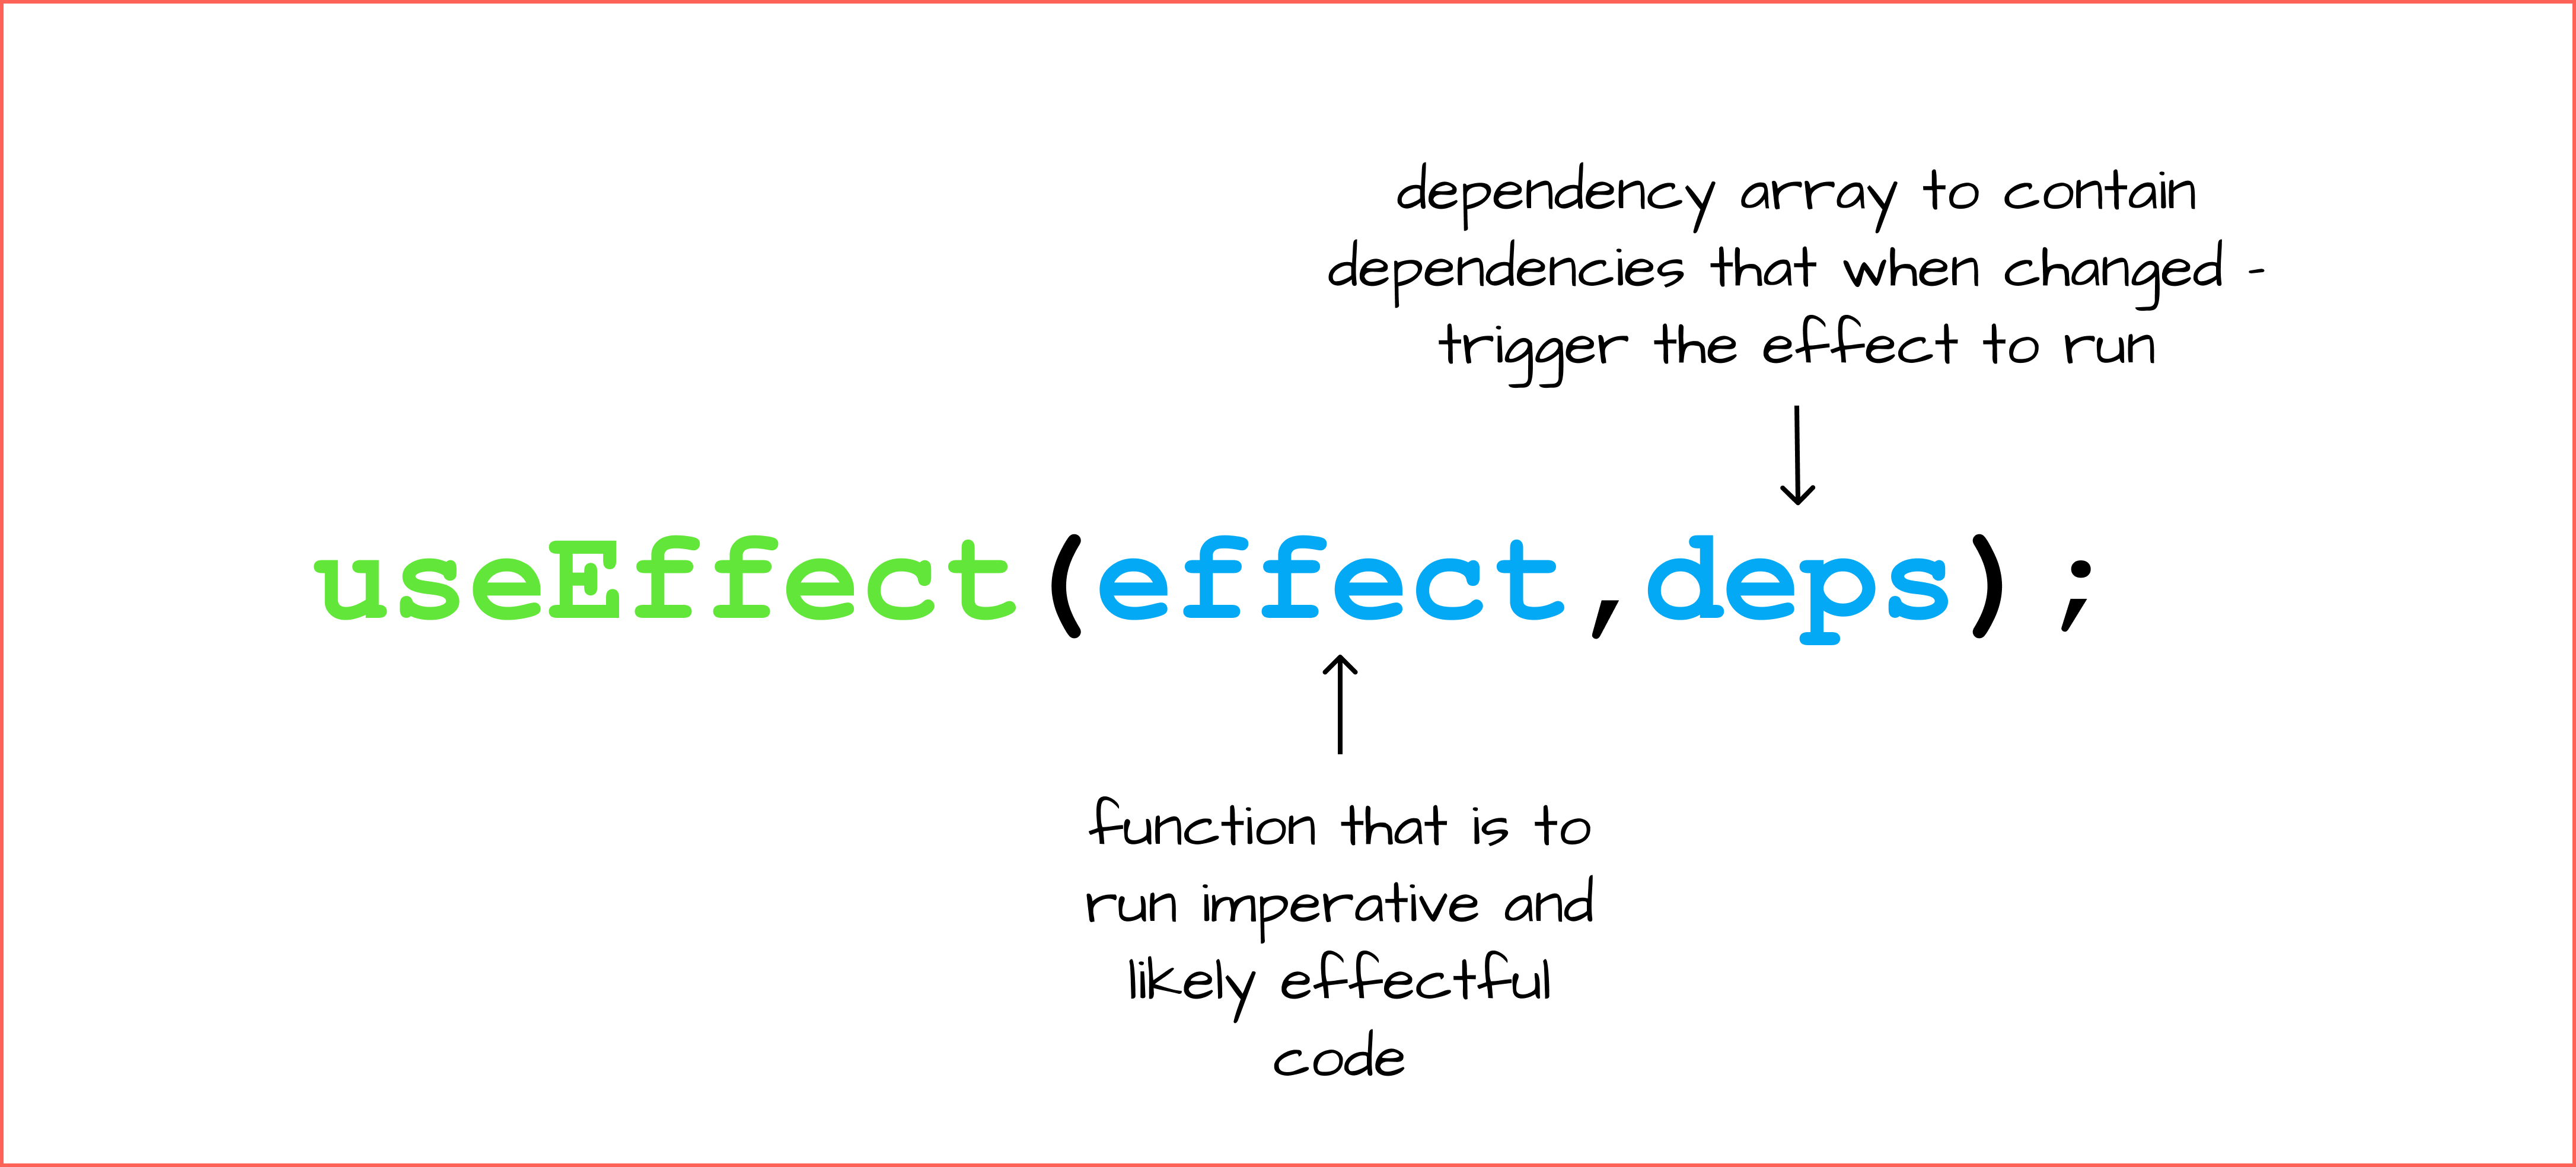 dependency array to contain
dependencies that when changed -
trigger the effect to run
useEffect(effect,deps);
function that is to
run imperative and
likely effectful
code